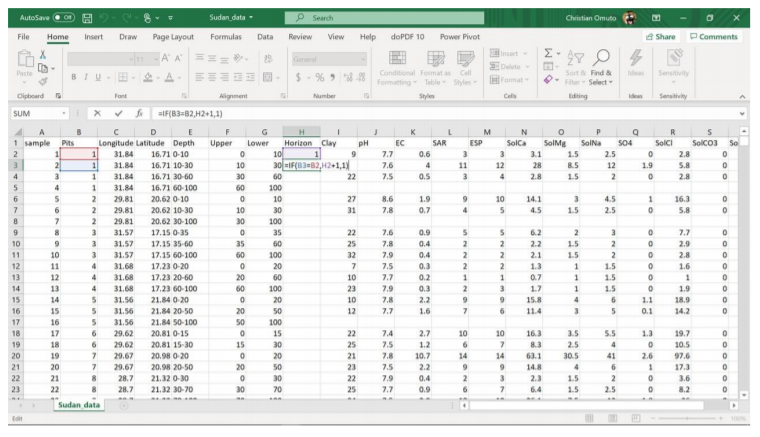 AutoSave Off Sudan_data Search Christian Omuto
File Home Insert Draw Page Layout Formulas Data Review View Help doPDF 10 Power Pivot Share Comments
Paste B I U 11 A A General $ % 9 Conditional Format as Cell Insert Delete Format Sort & Find & Ideas Sensitivity
Formatting Table Styles Filter Select
Clipboard Font Alignment Number Styles Cells Editing Ideas Sensitivity
SUM fx =IF(B3=B2,H2+1,1)
A B C D E F G H I J K L M N O P Q R S
1 sample Pits Longitude Latitude Depth Upper Lower Horizon Clay pH EC SAR ESP SolCa SolMg SolNa SO4 SolCl SolCO3 So
2 1 1 31.84 16.71 0-10 0 10 1 9 7.7 0.6 3 3 3.1 1.5 2.5 0 2.8 0
3 2 1 31.84 16.71 10-30 10 30 =IF(B3=B2,H2+1,1) 7.6 4 11 12 28 8.5 12 1.9 5.8 0
4 3 1 31.84 16.71 30-60 30 60 22 7.5 0.5 3 4 2.8 1.5 2 0 2.8 0
5 4 1 31.84 16.71 60-100 60 100
6 5 2 29.81 20.62 0-10 0 10 27 8.6 1.9 9 10 14.1 3 4.5 1 16.3 0
7 6 2 29.81 20.62 10-30 10 30 31 7.8 0.7 4 5 4.5 1.5 2.5 0 5.8 0
8 7 2 29.81 20.62 30-100 30 100
9 8 3 31.57 17.15 0-35 0 35 22 7.6 0.9 5 5 6.2 2 3 0 7.7 0
10 9 3 31.57 17.15 35-60 35 60 25 7.8 0.4 2 2 2.2 1.5 2 0 2.9 0
11 10 3 31.57 17.15 60-100 60 100 32 7.9 0.4 2 2 2.1 1.5 2 0 2.8 0
12 11 4 31.68 17.23 0-20 0 20 7 7.5 0.3 2 2 1.3 1 1.5 0 1.6 0
13 12 4 31.68 17.23 20-60 20 60 10 7.7 0.2 1 1 0.7 1 1.5 0 1 0
14 13 4 31.68 17.23 60-100 60 100 23 7.9 0.3 2 3 1.7 1 1.5 0 1.9 0
15 14 5 31.56 21.84 0-20 0 20 10 7.8 2.2 9 9 15.8 4 6 1.1 18.9 0
16 15 5 31.56 21.84 20-50 20 50 12 7.7 1.6 7 6 11.4 3 5 0.1 14.2 0
17 16 5 31.56 21.84 50-100 50 100
18 17 6 29.62 20.81 0-15 0 15 22 7.4 2.7 10 10 16.3 3.5 5.5 1.3 19.7 0
19 18 6 29.62 20.81 15-30 15 30 25 7.5 1.2 6 7 8.3 2.5 4 0 10.5 0
20 19 7 29.67 20.98 0-20 0 20 21 7.8 10.7 14 14 63.1 30.5 41 2.6 97.6 0
21 20 7 29.67 20.98 20-50 20 50 23 7.5 2.2 9 9 14.8 4 6 1 17.3 0
22 21 8 28.7 21.32 0-30 0 30 22 7.9 0.4 2 3 2.3 1.5 2 0 3.6 0
23 22 8 28.7 21.32 30-70 30 70 25 7.7 0.9 6 7 6.4 1.5 2.5 0 8.2 0
Sudan_data
Edit 100%